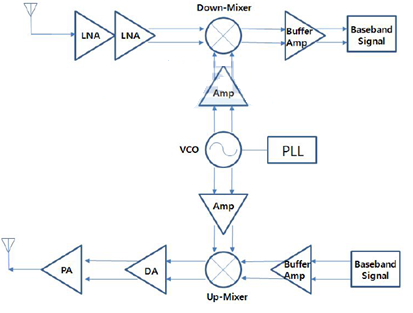 Down-Mixer
LNA
LNA
Buffer
Amp
Baseband
Signal
Amp
VCO
PLL
Amp
PA
DA
Buffer
Amp
Baseband
Signal
Up-Mixer